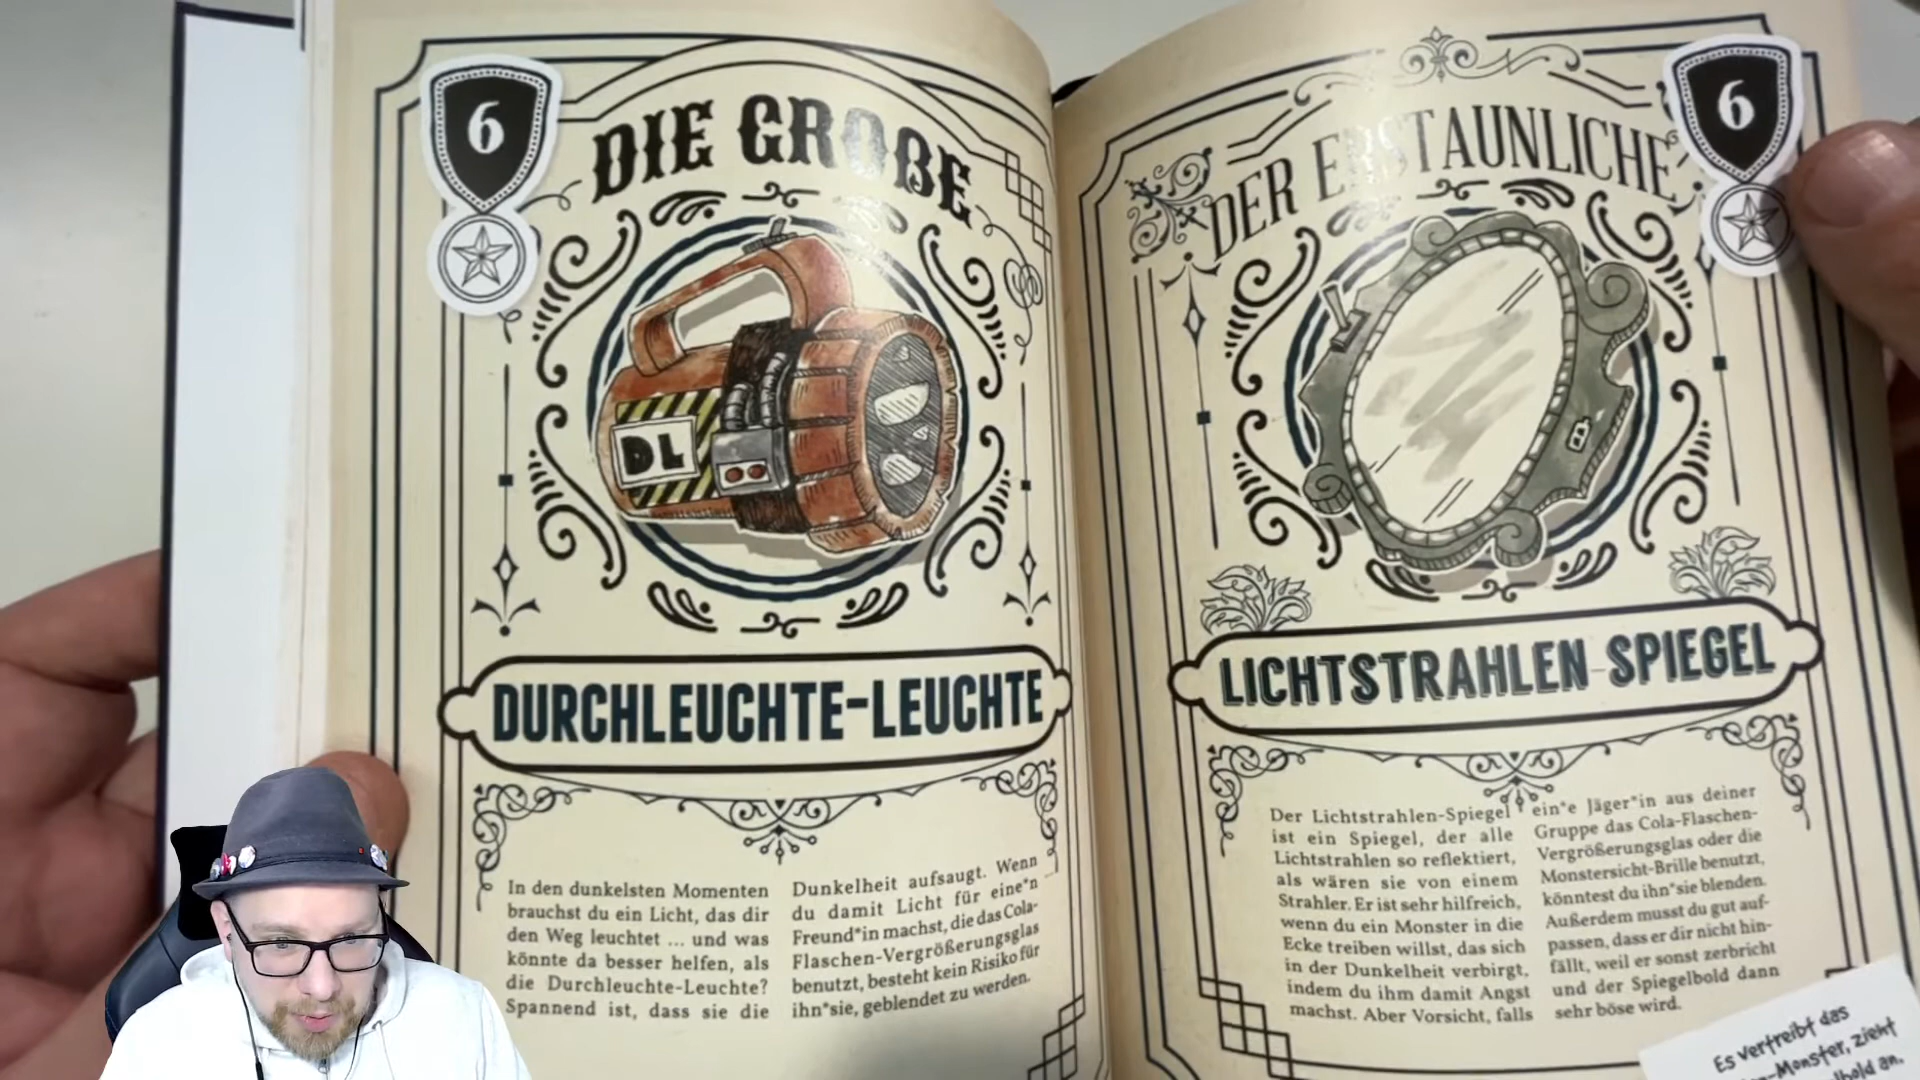 6
DIE GROẞE
DL
DURCHLEUCHTE-LEUCHTE
In den dunkelsten Momenten
brauchst du ein Licht, das dir
den Weg leuchtet ... und was
könnte da besser helfen, als
die Durchleuchte-Leuchte?
Spannend ist, dass sie die
Dunkelheit aufsaugt. Wenn
du damit Licht für eine*n
Freund*in machst, die das Cola-
Flaschen-Vergrößerungsglas
benutzt, besteht kein Risiko für
ihn*sie, geblendet zu werden.
6
DER ERSTAUNLICHE
LICHTSTRAHLEN-SPIEGEL
Der Lichtstrahlen-Spiegel
ist ein Spiegel, der alle
Lichtstrahlen so reflektiert,
als wären sie von einem
Strahler. Er ist sehr hilfreich,
wenn du ein Monster in die
Ecke treiben willst, das sich
in der Dunkelheit verbirgt,
indem du ihm damit Angst
machst. Aber Vorsicht, falls
ein*e Jäger*in aus deiner
Gruppe das Cola-Flaschen-
Vergrößerungsglas oder die
Monstersicht-Brille benutzt,
könntest du ihn*sie blenden.
Außerdem musst du gut auf-
passen, dass er dir nicht hin-
fällt, weil er sonst zerbricht
und der Spiegelbold dann
sehr böse wird.
Es vertreibt das
-Monster, zieht
an.